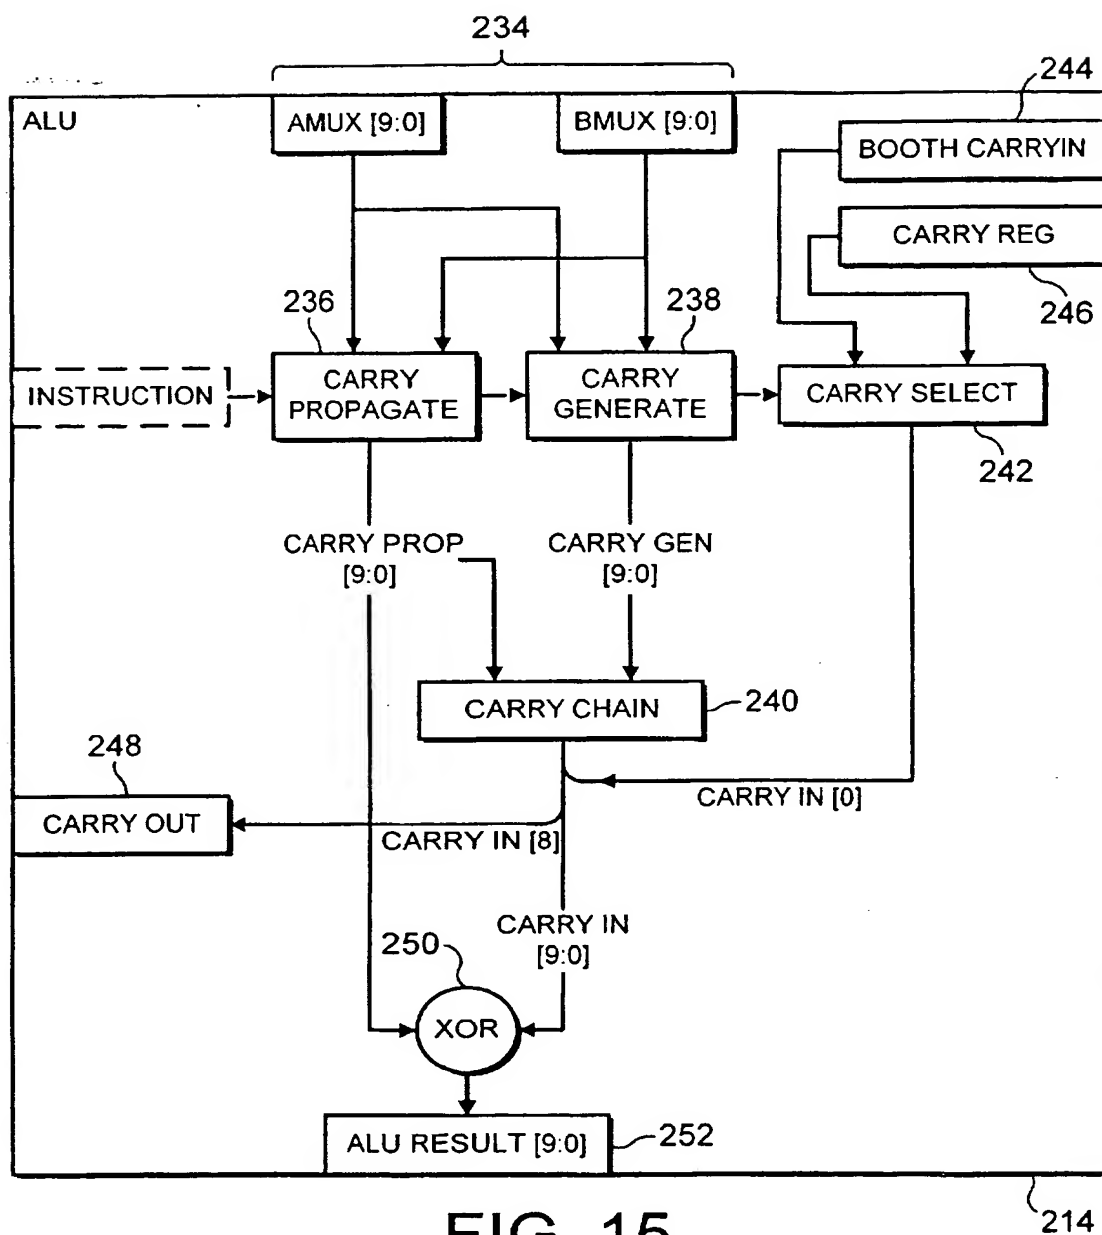 234
244
ALU
AMUX [9:0]
BMUX [9:0]
BOOTH CARRYIN
CARRY REG
236
238
246
INSTRUCTION
CARRY
PROPAGATE
CARRY
GENERATE
CARRY SELECT
242
CARRY PROP
[9:0]
CARRY GEN
[9:0]
CARRY CHAIN
240
248
CARRY IN [0]
CARRY OUT
CARRY IN [8]
CARRY IN
[9:0]
250
XOR
ALU RESULT [9:0]
252
214
FIG. 15